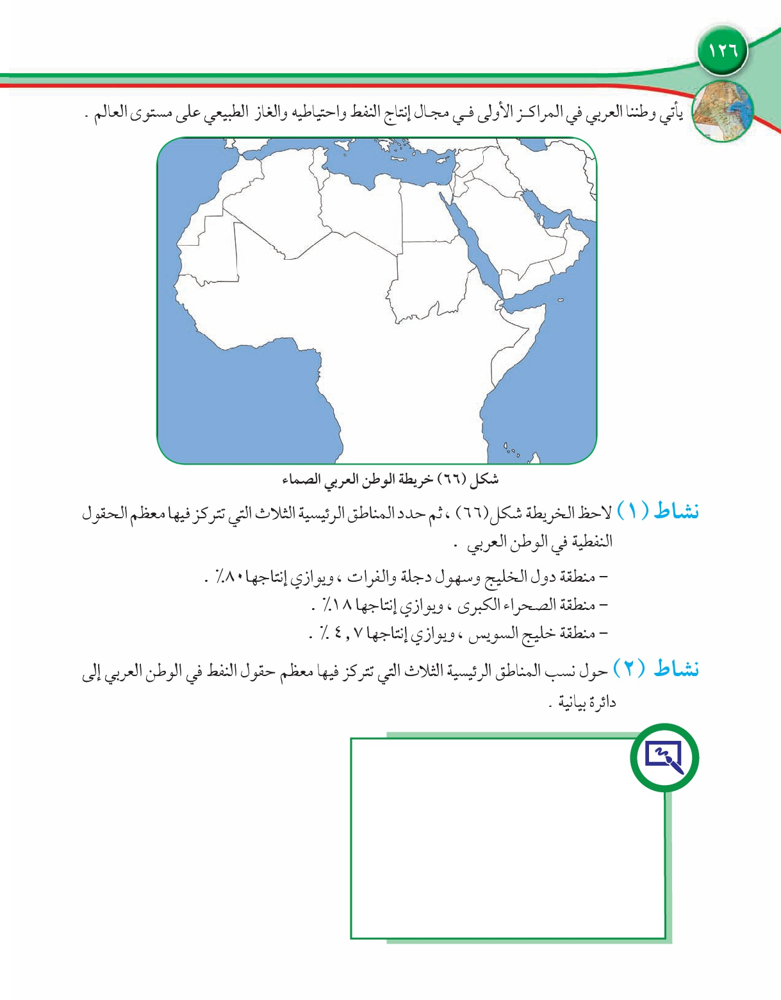 ١٢٦
يأتي وطننا العربي في المراكـز الأولى فـي مجـال إنتاج النفط واحتياطيه والغاز الطبيعي على مستوى العالم .
شكل (٦٦) خريطة الوطن العربي الصماء
نشاط (١) لاحظ الخريطة شكل(٦٦) ، ثم حدد المناطق الرئيسية الثلاث التي تتركز فيها معظم الحقول
النفطية في الوطن العربي .
– منطقة دول الخليج وسهول دجلة والفرات ، ويوازي إنتاجها ٨٠٪ .
– منطقة الصحراء الكبرى ، ويوازي إنتاجها ١٨٪ .
– منطقة خليج السويس ، ويوازي إنتاجها ٤,٧ ٪ .
نشاط (٢) حول نسب المناطق الرئيسية الثلاث التي تتركز فيها معظم حقول النفط في الوطن العربي إلى
دائرة بيانية .